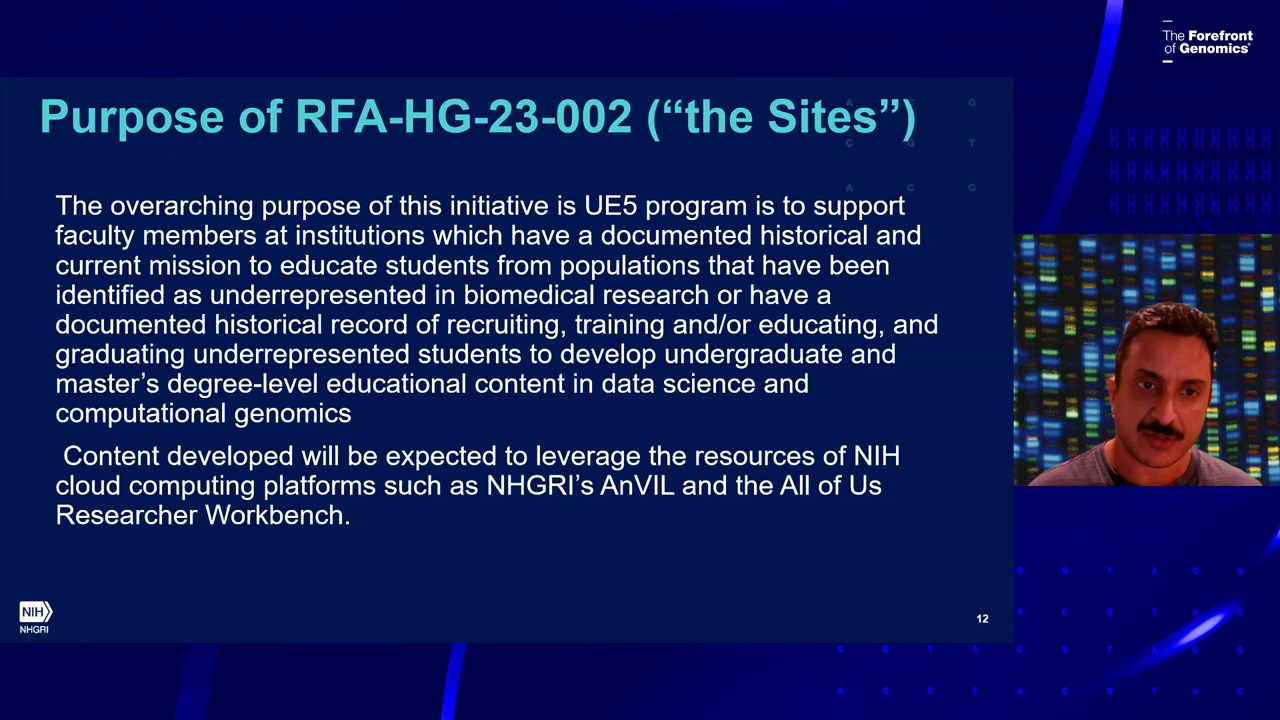 The Forefront
of Genomics®
Purpose of RFA-HG-23-002 (“the Sites”)
The overarching purpose of this initiative is UE5 program is to support
faculty members at institutions which have a documented historical and
current mission to educate students from populations that have been
identified as underrepresented in biomedical research or have a
documented historical record of recruiting, training and/or educating, and
graduating underrepresented students to develop undergraduate and
master’s degree-level educational content in data science and
computational genomics
Content developed will be expected to leverage the resources of NIH
cloud computing platforms such as NHGRI’s AnVIL and the All of Us
Researcher Workbench.
NIH
NHGRI
12
A C G
C G T
A C G
C G T A C G
A C G T A C
C G T A C G T A C G
A C G T A C G T A C